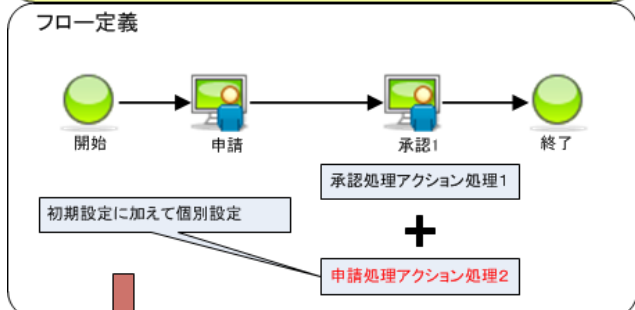 フロー定義
開始
申請
承認1
終了
承認処理アクション処理1
初期設定に加えて個別設定
+
申請処理アクション処理2